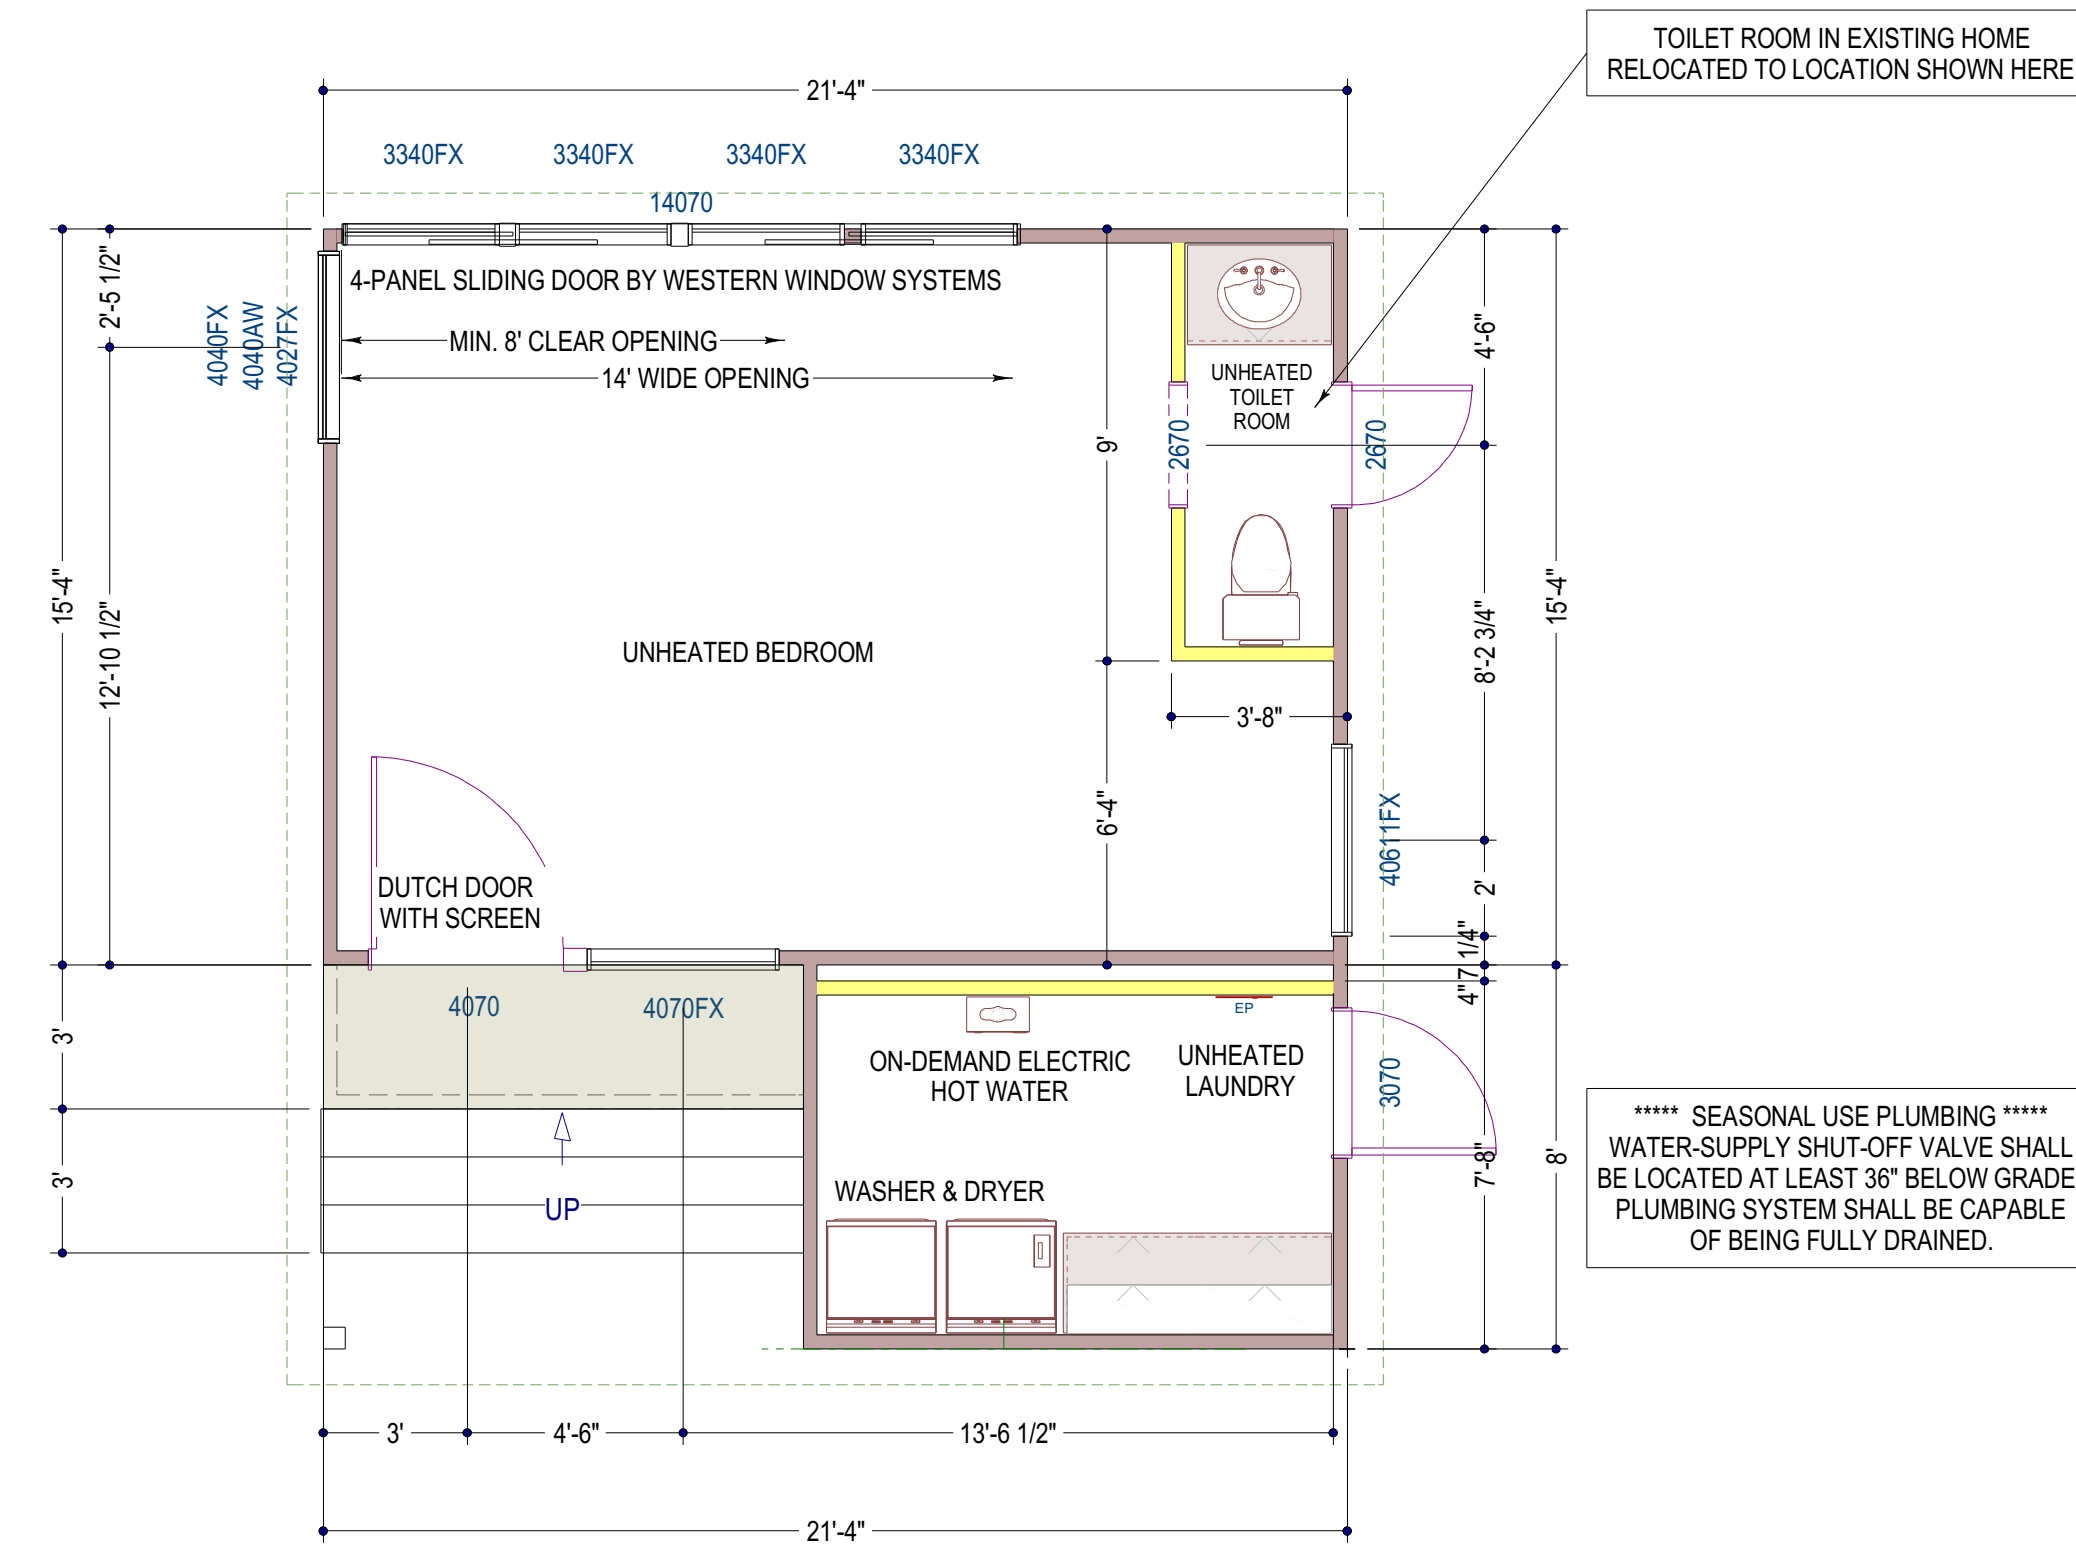 TOILET ROOM IN EXISTING HOME
RELOCATED TO LOCATION SHOWN HERE
21'-4"
3340FX 3340FX 3340FX 3340FX
14070
4-PANEL SLIDING DOOR BY WESTERN WINDOW SYSTEMS
MIN. 8' CLEAR OPENING
14' WIDE OPENING
2'-5 1/2"
4040FX
4040AW
4027FX
15'-4"
12'-10 1/2"
UNHEATED
TOILET
ROOM
2670
2670
4'-6"
9'
8'-2 3/4"
15'-4"
UNHEATED BEDROOM
3'-8"
6'-4"
40611FX
2'
7 1/4"
4"
DUTCH DOOR
WITH SCREEN
4070
4070FX
EP
ON-DEMAND ELECTRIC
HOT WATER
UNHEATED
LAUNDRY
3070
3'
3'
UP
WASHER & DRYER
7'-8"
8'
***** SEASONAL USE PLUMBING *****
WATER-SUPPLY SHUT-OFF VALVE SHALL
BE LOCATED AT LEAST 36" BELOW GRADE
PLUMBING SYSTEM SHALL BE CAPABLE
OF BEING FULLY DRAINED.
3'
4'-6"
13'-6 1/2"
21'-4"